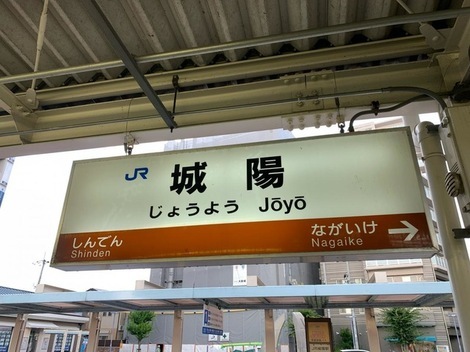 JR 城陽
じょうよう Jōyō
しんでん ながいけ
Shinden Nagaike